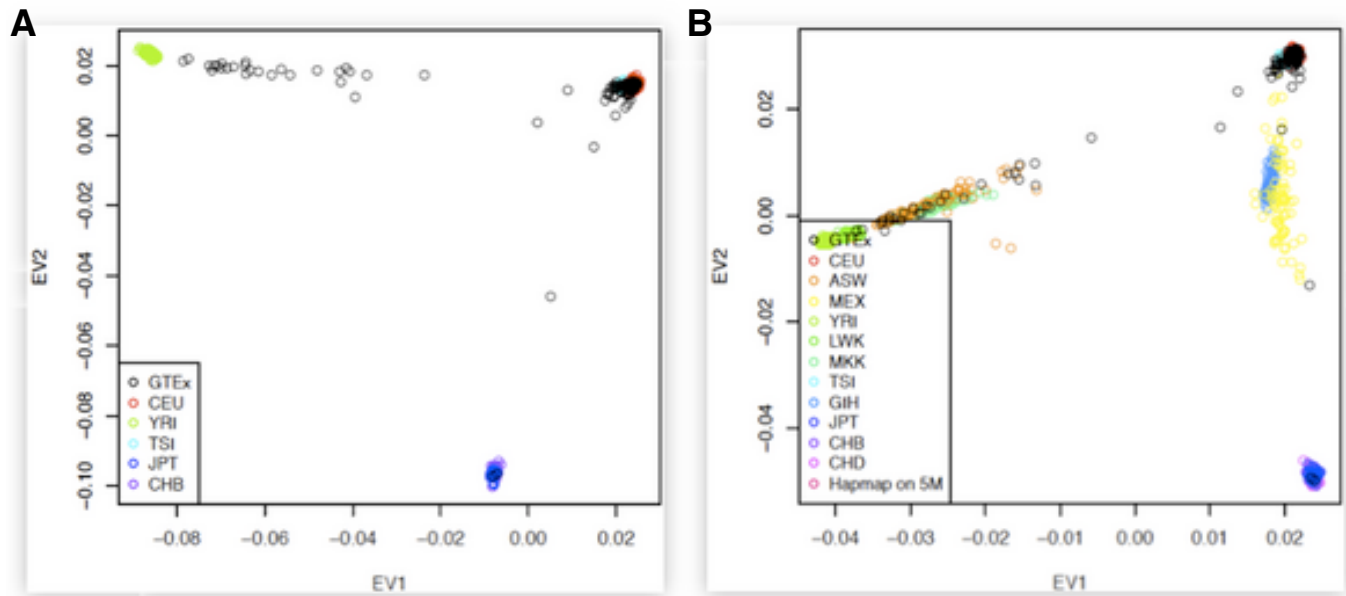 A
B
0.02
0.00
−0.02
−0.04
−0.06
−0.08
−0.10
EV2
GTEx
CEU
YRI
TSI
JPT
CHB
−0.08
−0.06
−0.04
−0.02
0.00
0.02
EV1
0.02
0.00
−0.02
−0.04
EV2
GTEx
CEU
ASW
MEX
YRI
LWK
MKK
TSI
GIH
JPT
CHB
CHD
Hapmap on 5M
−0.04
−0.03
−0.02
−0.01
0.00
0.01
0.02
EV1